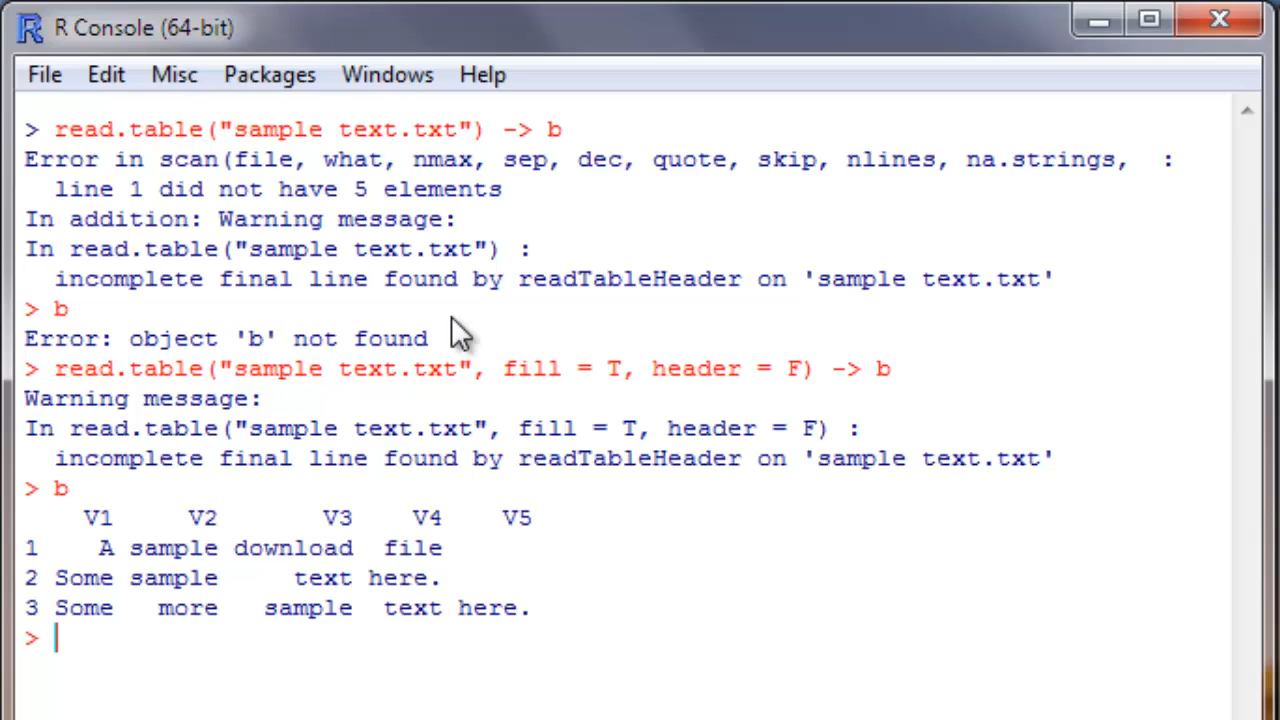 R Console (64-bit)
File Edit Misc Packages Windows Help
> read.table("sample text.txt") -> b
Error in scan(file, what, nmax, sep, dec, quote, skip, nlines, na.strings,  :
  line 1 did not have 5 elements
In addition: Warning message:
In read.table("sample text.txt") :
  incomplete final line found by readTableHeader on 'sample text.txt'
> b
Error: object 'b' not found
> read.table("sample text.txt", fill = T, header = F) -> b
Warning message:
In read.table("sample text.txt", fill = T, header = F) :
  incomplete final line found by readTableHeader on 'sample text.txt'
> b
    V1     V2       V3    V4    V5
1    A sample download  file
2 Some sample     text here.
3 Some   more   sample  text here.
>